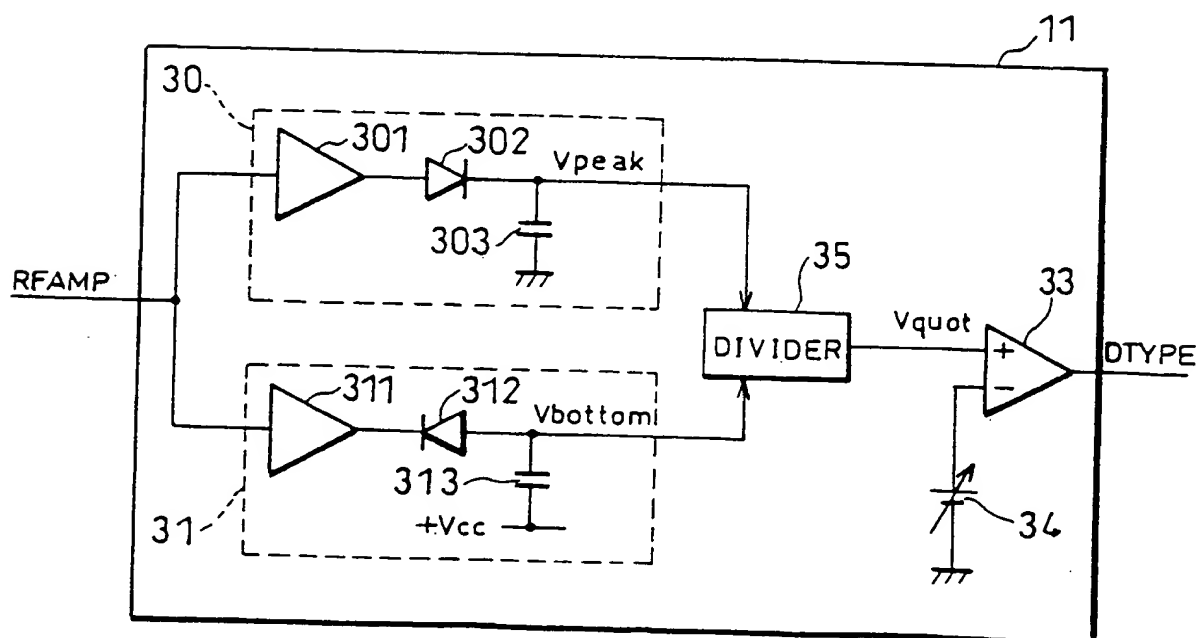 11
30
301
302
Vpeak
303
RFAMP
35
33
DIVIDER
Vquot
+
−
DTYPE
311
312
Vbottom
313
31
+Vcc
34